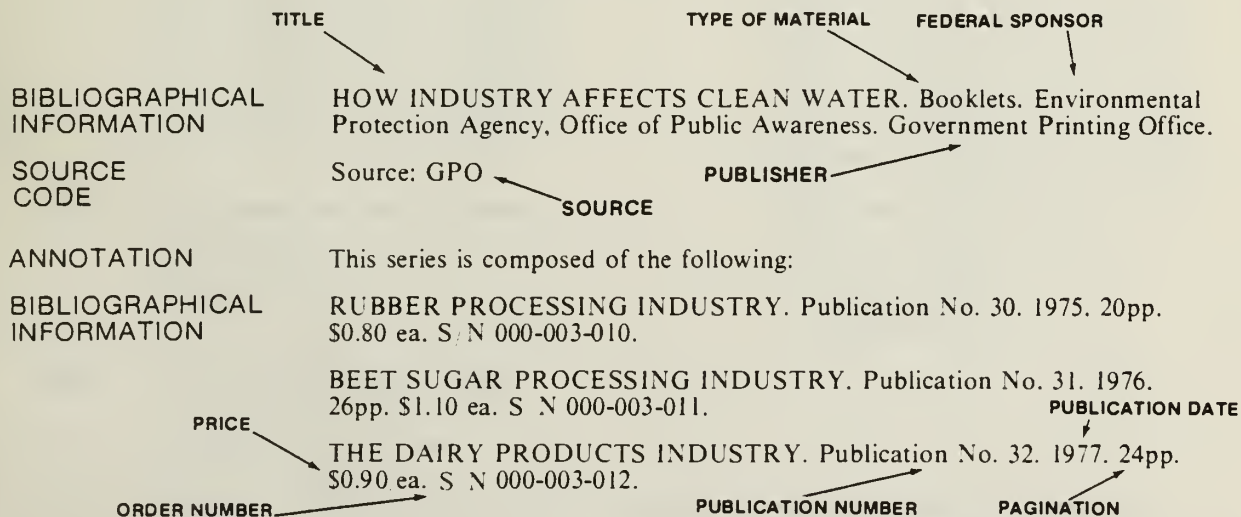 TITLE
TYPE OF MATERIAL
FEDERAL SPONSOR
BIBLIOGRAPHICAL
INFORMATION
HOW INDUSTRY AFFECTS CLEAN WATER. Booklets. Environmental
Protection Agency, Office of Public Awareness. Government Printing Office.
SOURCE
CODE
Source: GPO
PUBLISHER
SOURCE
ANNOTATION
This series is composed of the following:
BIBLIOGRAPHICAL
INFORMATION
RUBBER PROCESSING INDUSTRY. Publication No. 30. 1975. 20pp.
$0.80 ea. S/N 000-003-010.
BEET SUGAR PROCESSING INDUSTRY. Publication No. 31. 1976.
26pp. $1.10 ea. S N 000-003-011.
PUBLICATION DATE
PRICE
THE DAIRY PRODUCTS INDUSTRY. Publication No. 32. 1977. 24pp.
$0.90 ea. S N 000-003-012.
ORDER NUMBER
PUBLICATION NUMBER
PAGINATION